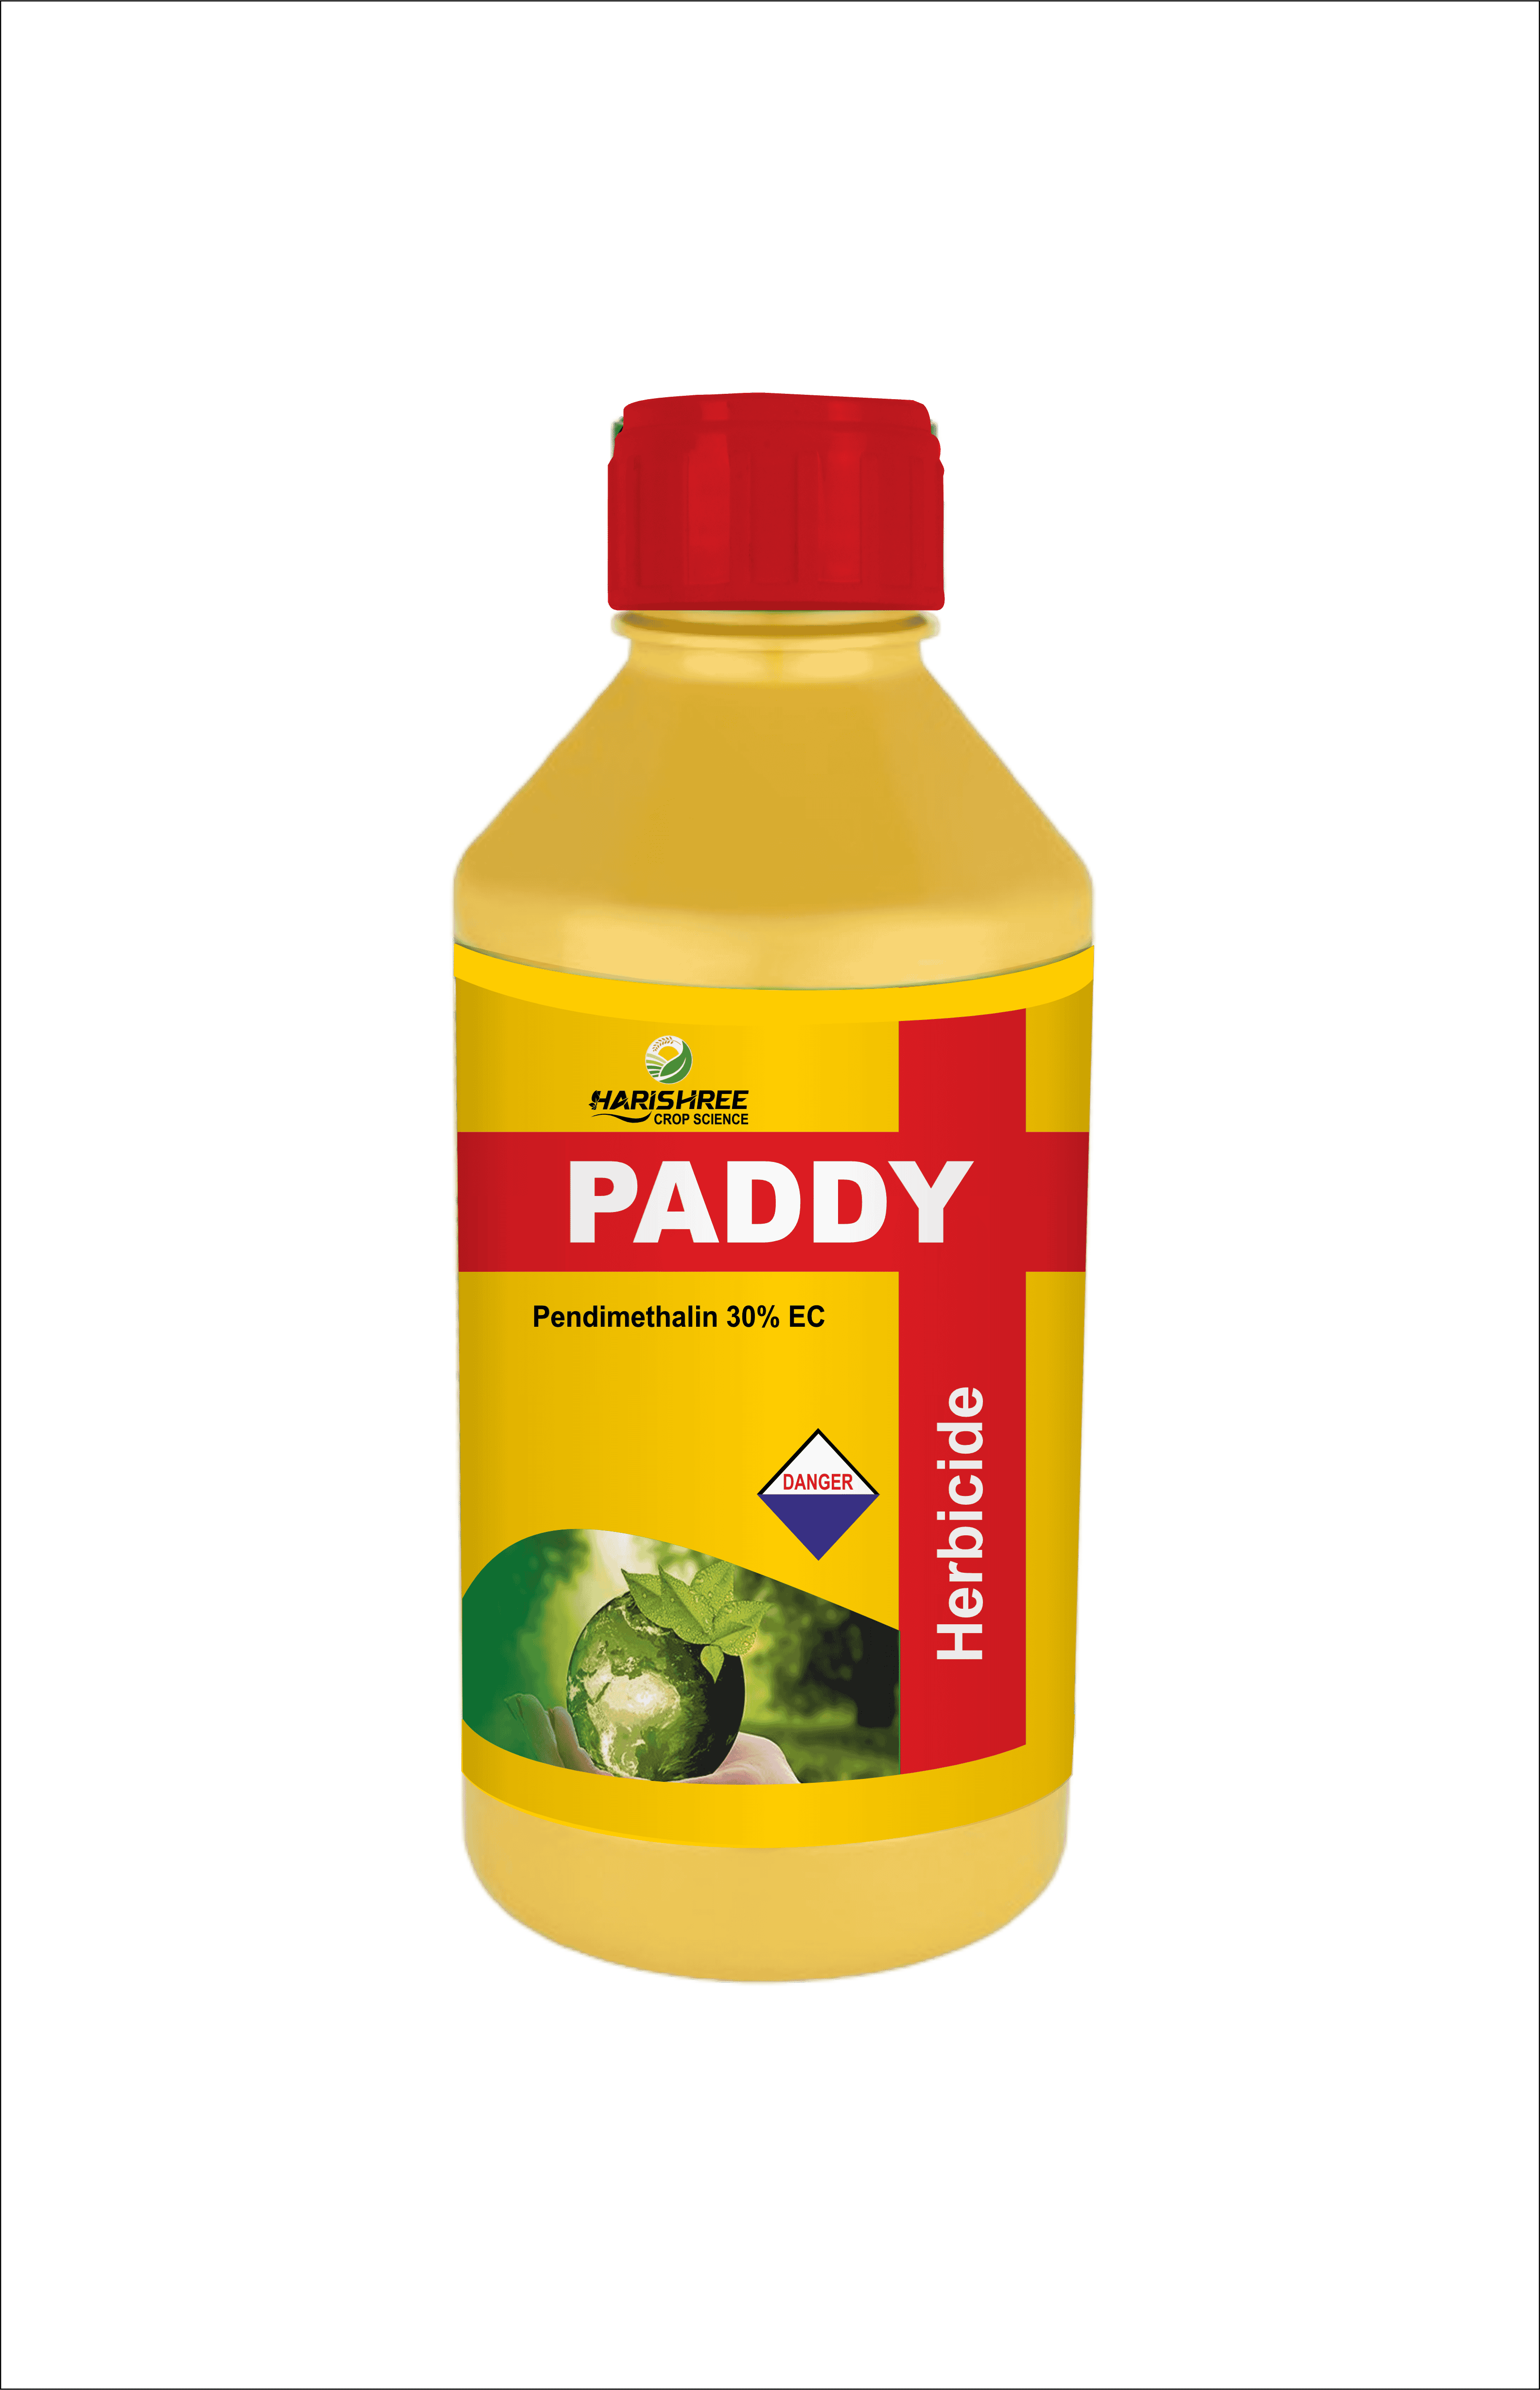 HARISHREE
CROP SCIENCE
PADDY
Pendimethalin 30% EC
DANGER
Herbicide